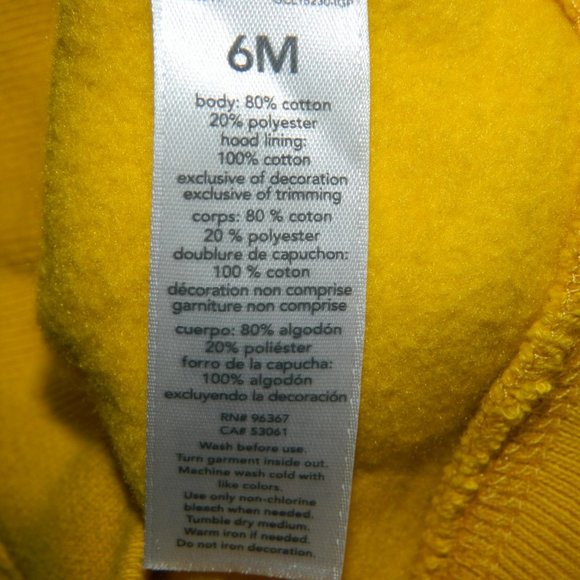 6M
body: 80% cotton
20% polyester
hood lining:
100% cotton
exclusive of decoration
exclusive of trimming
corps: 80 % coton
20 % polyester
doublure de capuchon:
100 % coton
décoration non comprise
garniture non comprise
cuerpo: 80% algodón
20% poliéster
forro de la capucha:
100% algodón
excluyendo la decoración
RN# 96367
CA# 53061
Wash before use.
Turn garment inside out.
Machine wash cold with
like colors.
Use only non-chlorine
bleach when needed.
Tumble dry medium.
Warm iron if needed.
Do not iron decoration.